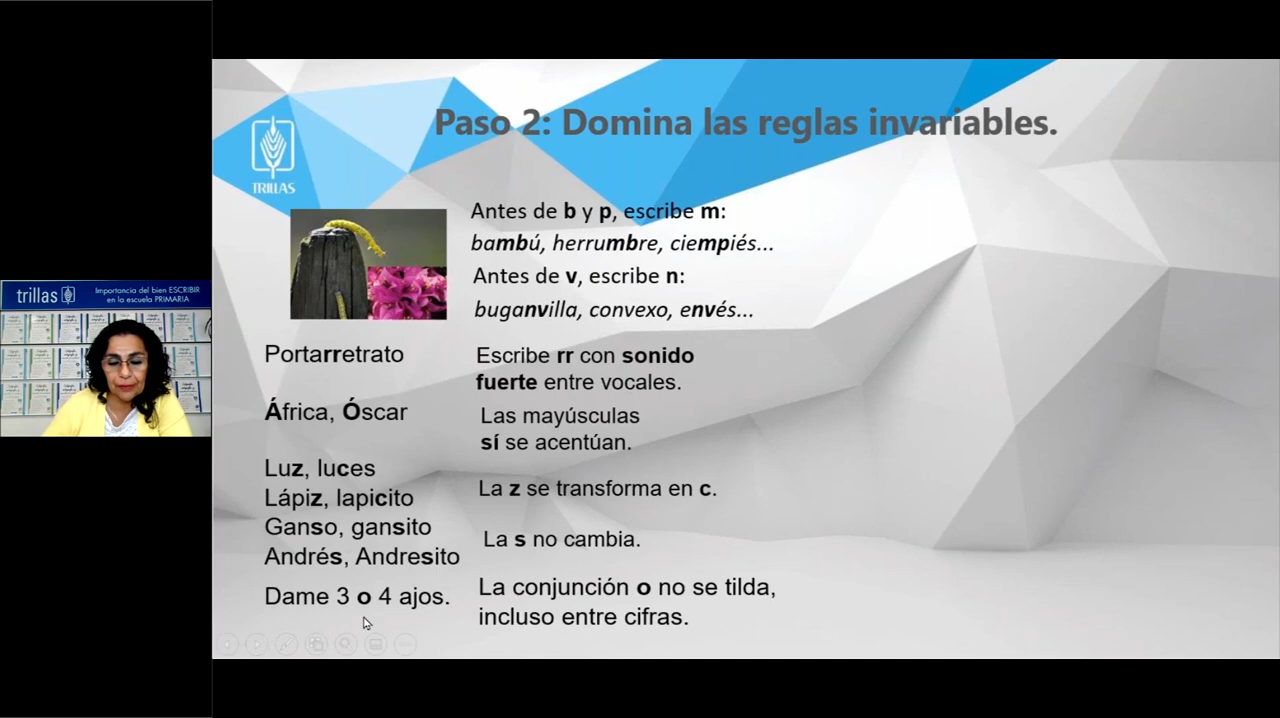 trillas
Importancia del bien ESCRIBIR
en la escuela PRIMARIA
TRILLAS
Paso 2: Domina las reglas invariables.
Antes de b y p, escribe m:
bambú, herrumbre, ciempiés...
Antes de v, escribe n:
buganvilla, convexo, envés...
Portarretrato
Escribe rr con sonido
fuerte entre vocales.
África, Óscar
Las mayúsculas
sí se acentúan.
Luz, luces
Lápiz, lapicito
La z se transforma en c.
Ganso, gansito
Andrés, Andresito
La s no cambia.
Dame 3 o 4 ajos.
La conjunción o no se tilda,
incluso entre cifras.